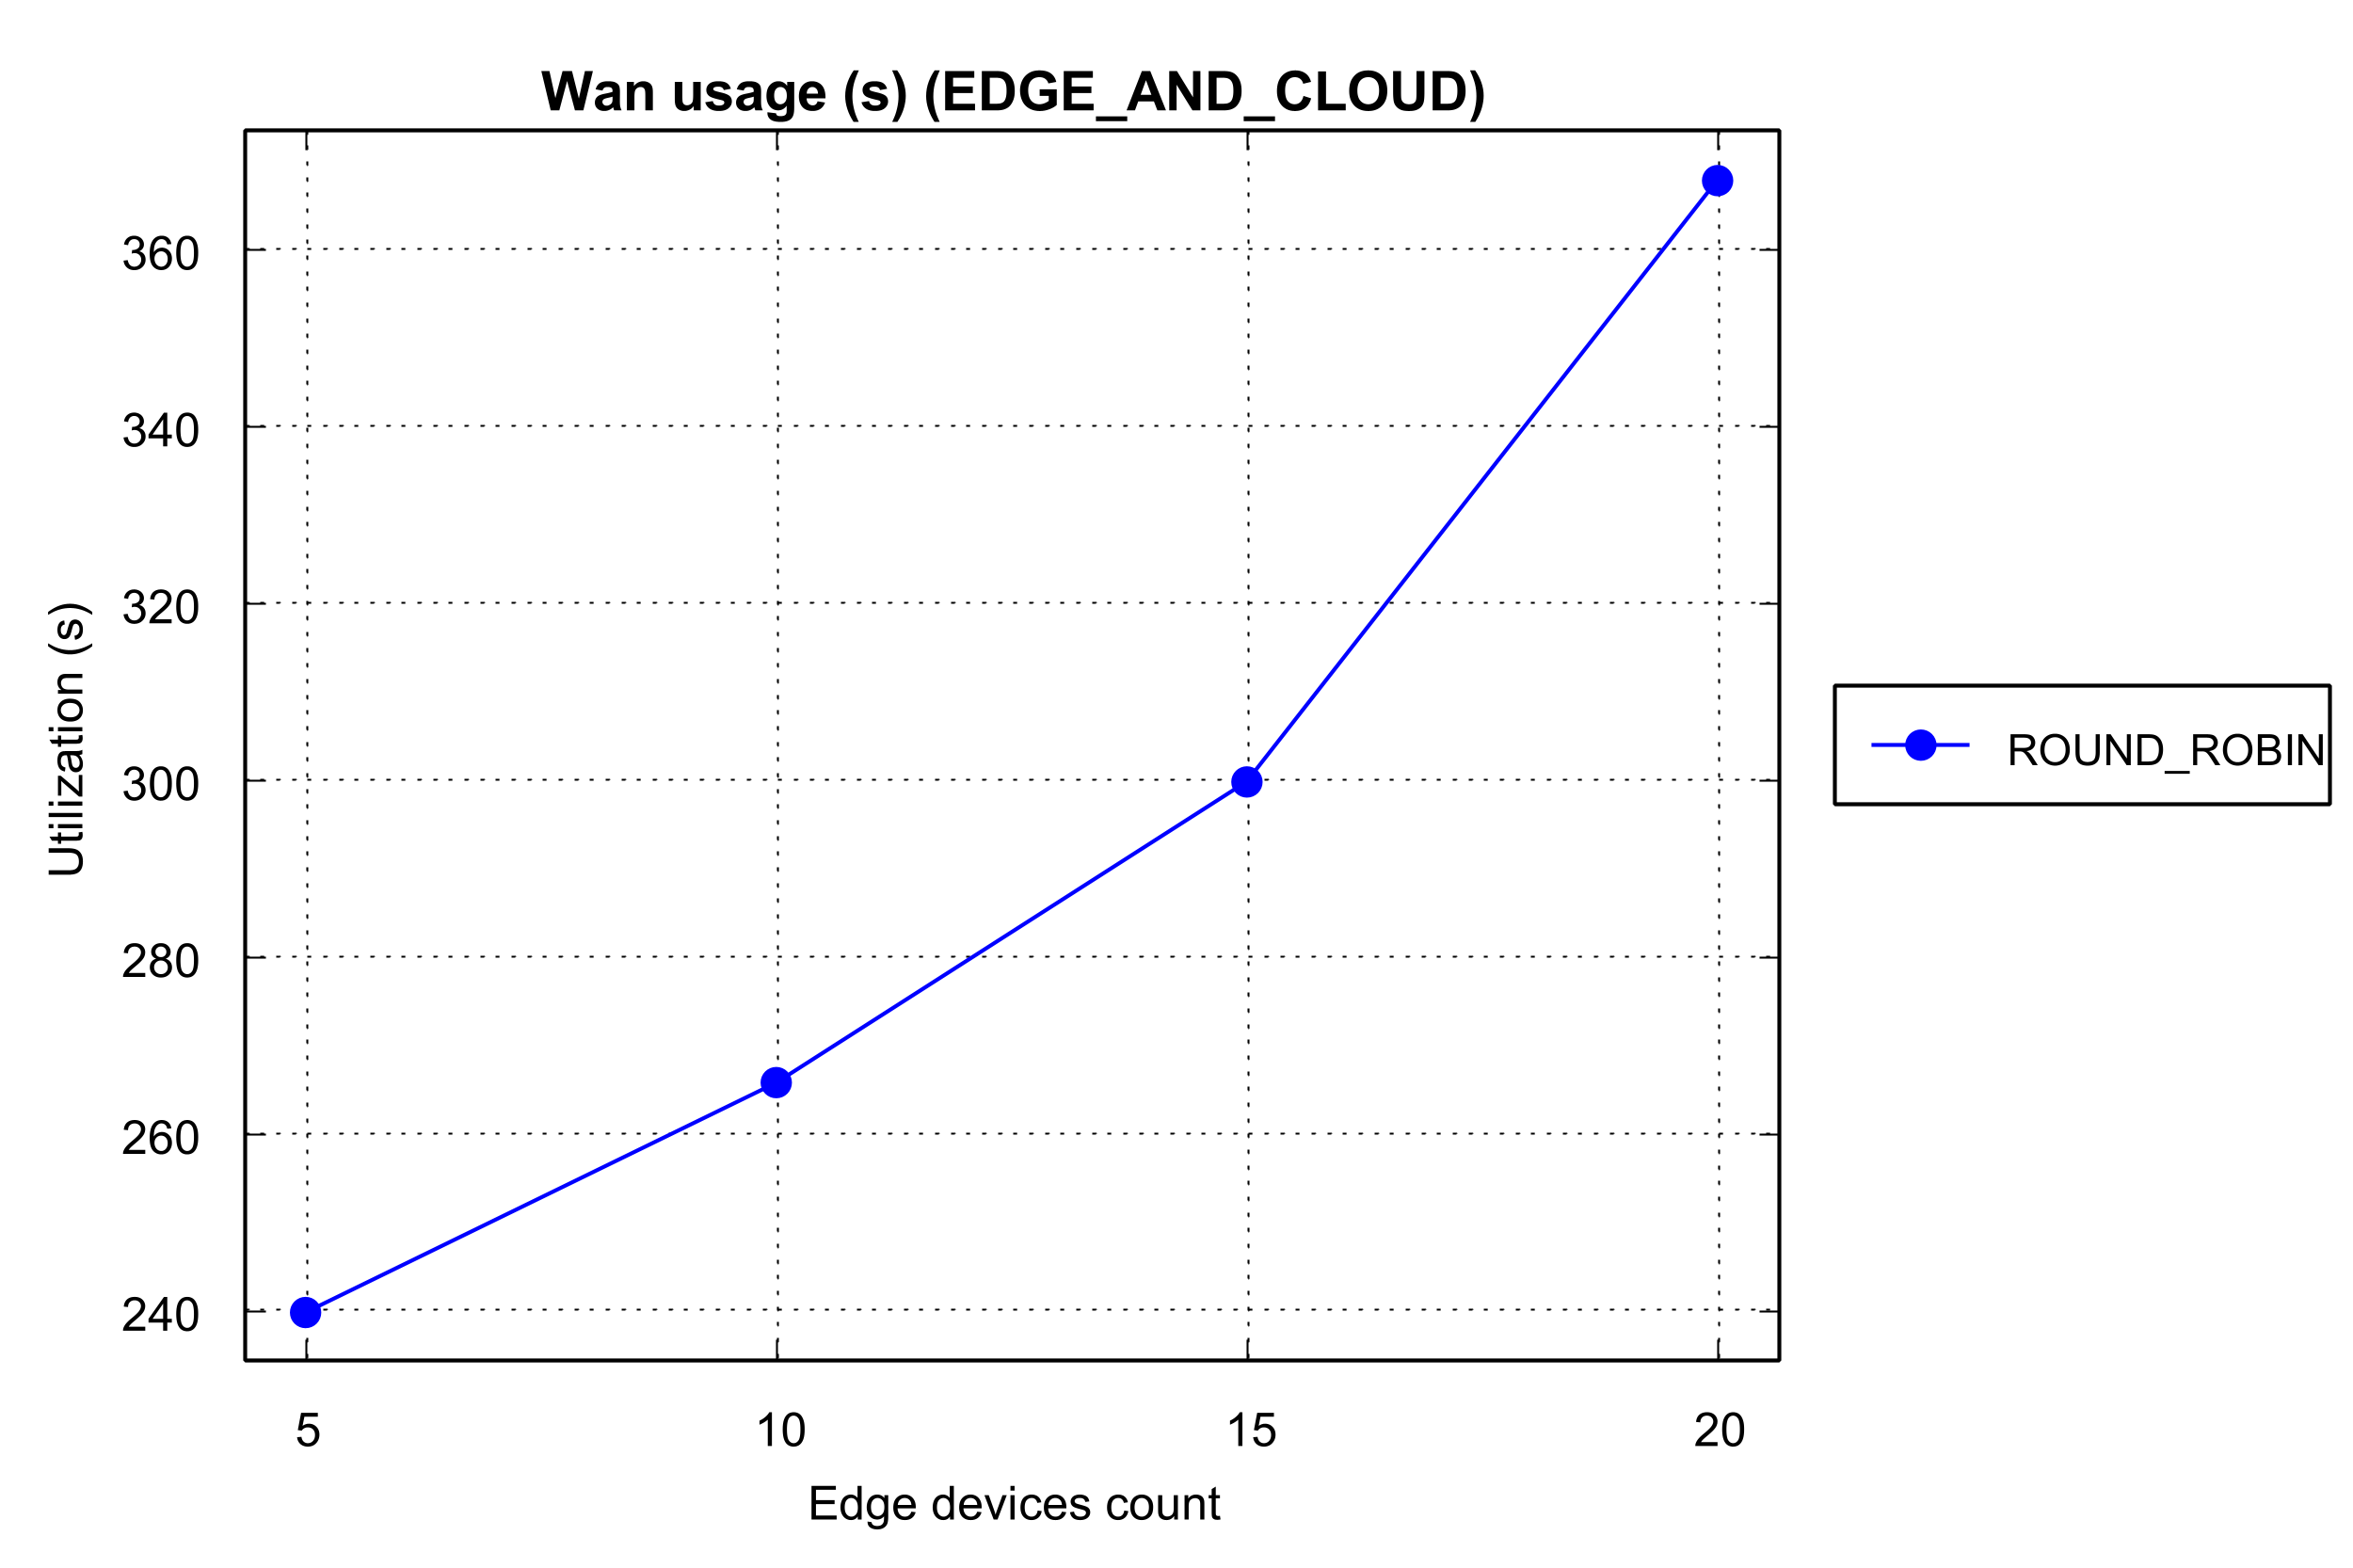 Wan usage (s) (EDGE_AND_CLOUD)
360
340
320
300
280
260
240
Utilization (s)
5 10 15 20
Edge devices count
ROUND_ROBIN